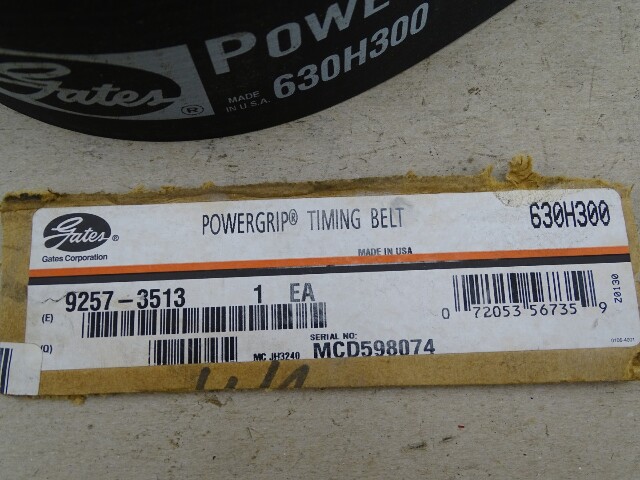 Gates
®
POWE
MADE
IN U.S.A.
630H300
Gates®
Gates Corporation
POWERGRIP® TIMING BELT
630H300
MADE IN USA
9257-3513 1 EA
(E)
0 72053 56735 9
Z0130
(Q)
MC JH3240
SERIAL NO:
MCD598074